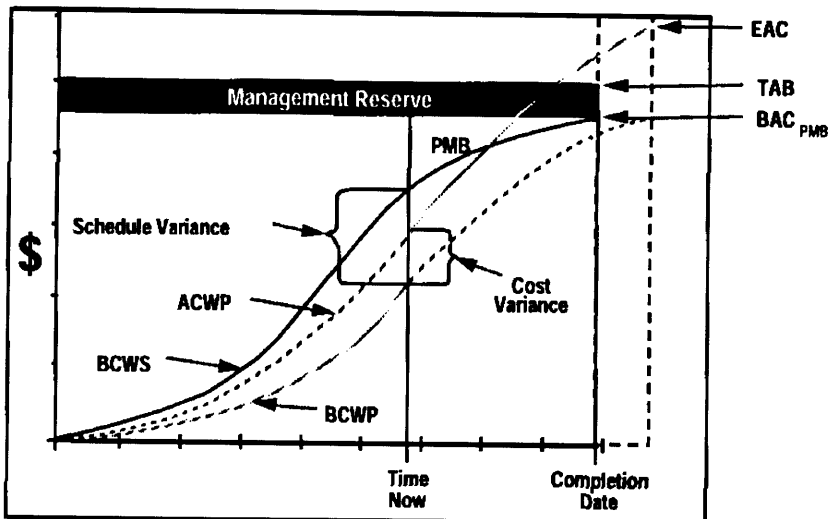 EAC
TAB
Management Reserve
BAC PMB
PMB
Schedule Variance
$
Cost
Variance
ACWP
BCWS
BCWP
Time
Now
Completion
Date